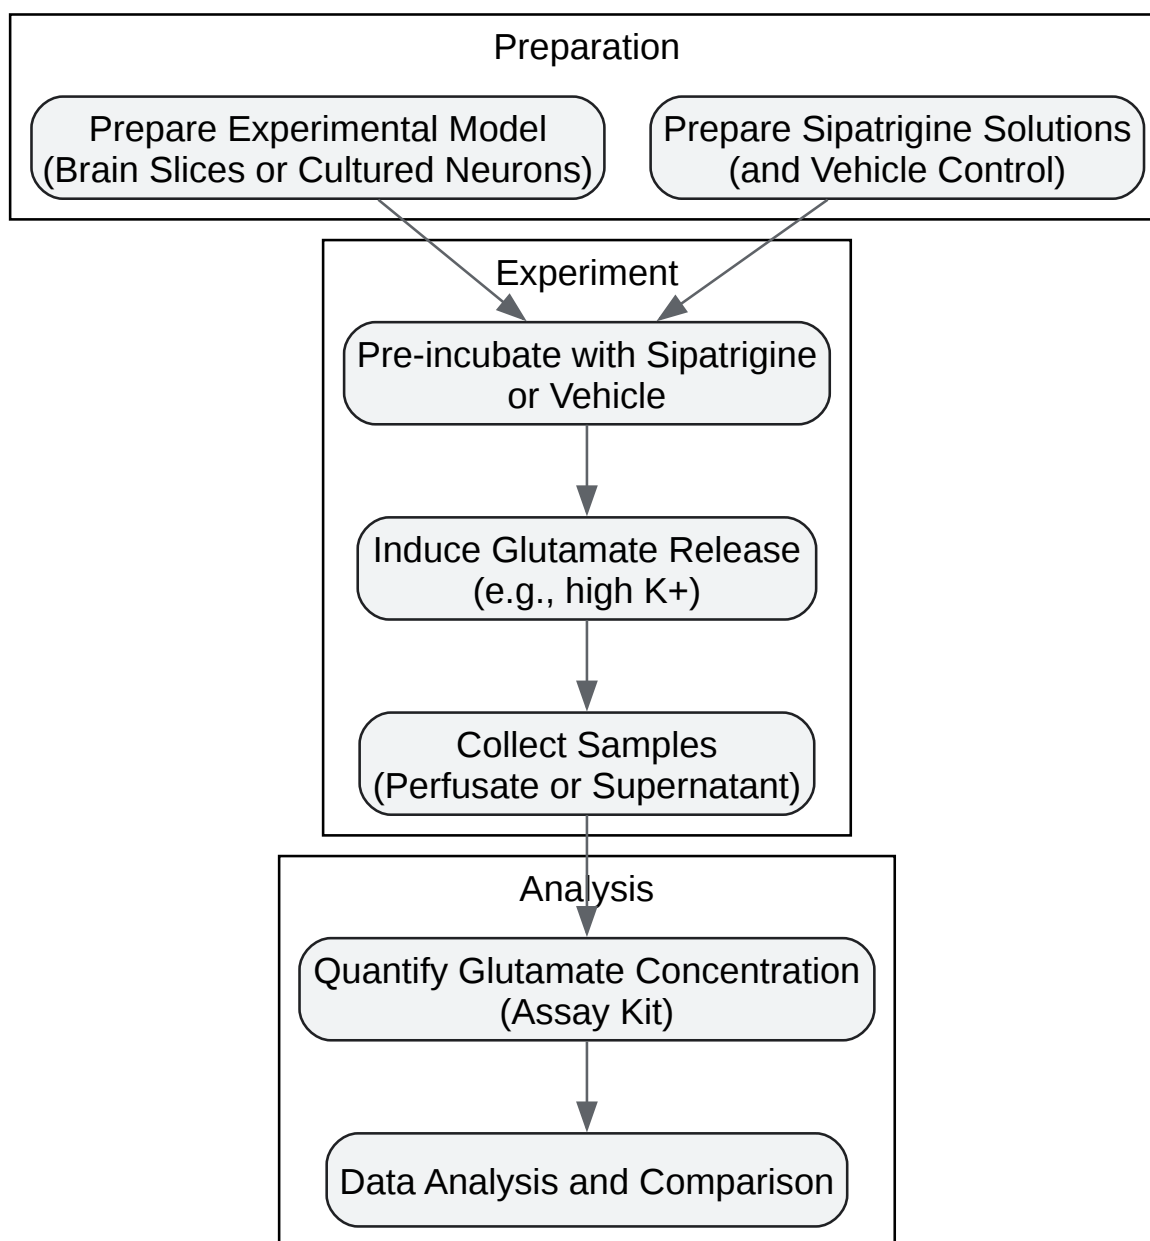 Preparation
Prepare Experimental Model
(Brain Slices or Cultured Neurons)
Prepare Sipatrigine Solutions
(and Vehicle Control)
Experiment
Pre-incubate with Sipatrigine
or Vehicle
Induce Glutamate Release
(e.g., high K+)
Collect Samples
(Perfusate or Supernatant)
Analysis
Quantify Glutamate Concentration
(Assay Kit)
Data Analysis and Comparison